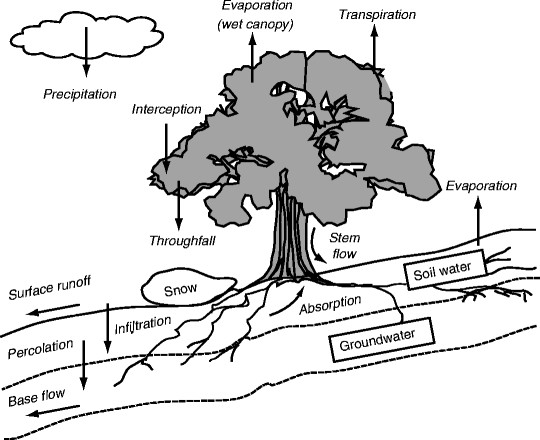 Evaporation
(wet canopy)
Transpiration
Precipitation
Interception
Evaporation
Throughfall
Stem
flow
Soil water
Surface runoff
Snow
Absorption
Infiltration
Percolation
Groundwater
Base flow